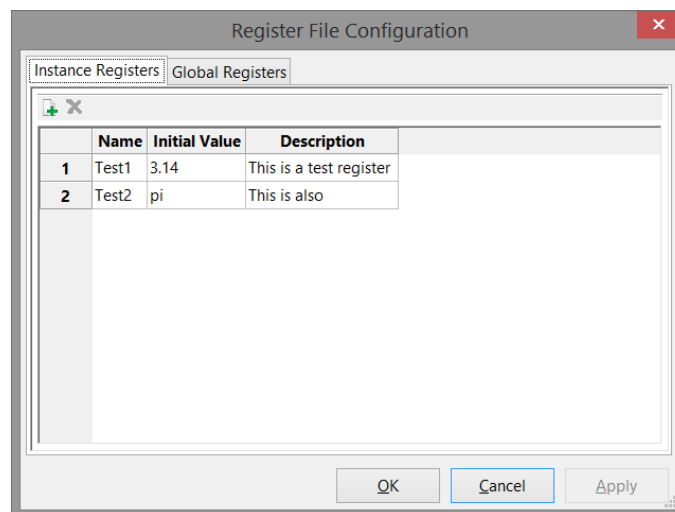 Register File Configuration
Instance Registers Global Registers
Name Initial Value Description
1 Test1 3.14 This is a test register
2 Test2 pi This is also
OK Cancel Apply